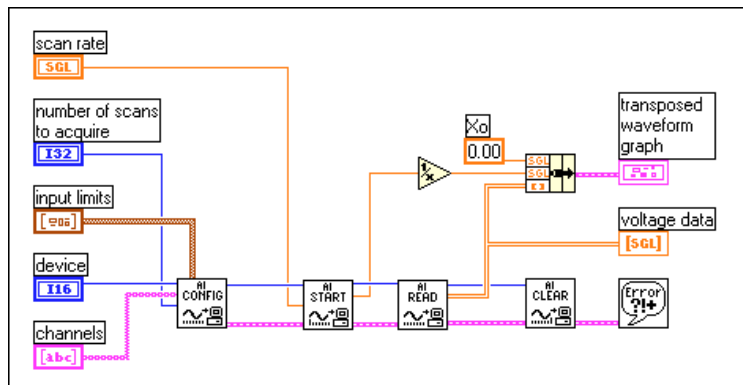 scan rate
SGL
number of scans
to acquire
I32
input limits
device
I16
channels
[abc]
AI
CONFIG
AI
START
AI
READ
AI
CLEAR
1/x
Xo
0.00
SGL
SGL
[ ]
transposed
waveform
graph
voltage data
[SGL]
Error
?!+